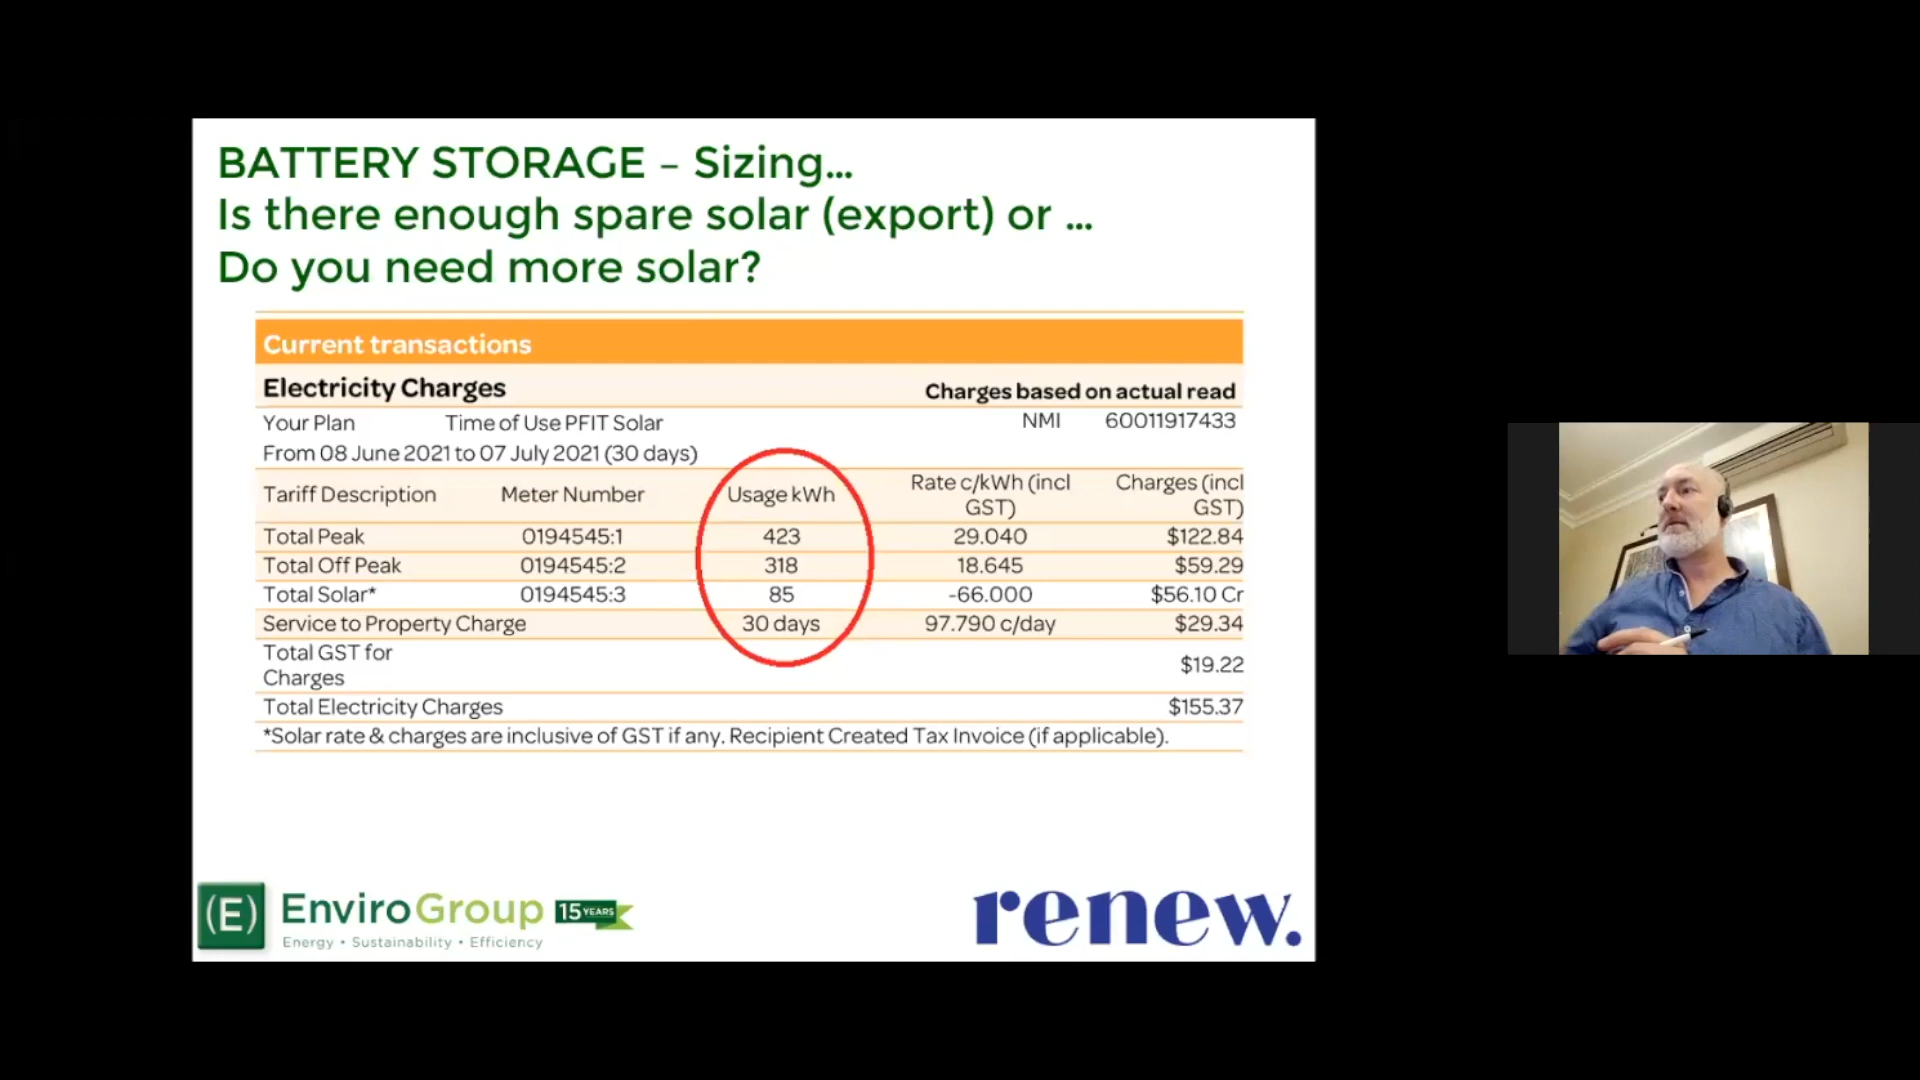 BATTERY STORAGE – Sizing...
Is there enough spare solar (export) or ...
Do you need more solar?
Current transactions
Electricity Charges Charges based on actual read
Your Plan Time of Use PFIT Solar NMI 60011917433
From 08 June 2021 to 07 July 2021 (30 days)
Tariff Description Meter Number Usage kWh Rate c/kWh (incl GST) Charges (incl GST)
Total Peak 0194545:1 423 29.040 $122.84
Total Off Peak 0194545:2 318 18.645 $59.29
Total Solar* 0194545:3 85 -66.000 $56.10 Cr
Service to Property Charge 30 days 97.790 c/day $29.34
Total GST for Charges $19.22
Total Electricity Charges $155.37
*Solar rate & charges are inclusive of GST if any. Recipient Created Tax Invoice (if applicable).
(E) EnviroGroup 15 YEARS
Energy • Sustainability • Efficiency
renew.